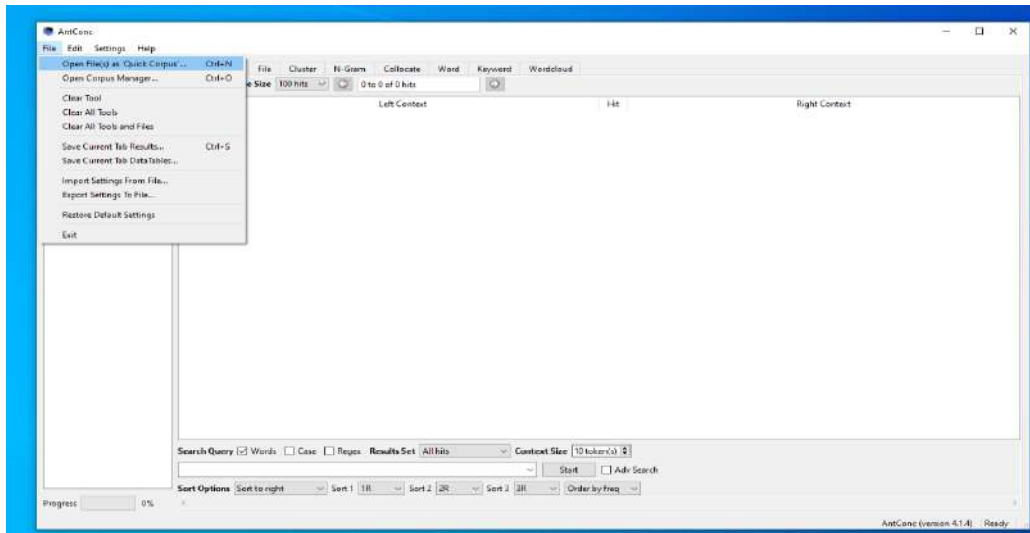 AntConc
File Edit Settings Help
Open File(s) as 'Quick Corpus'... Ctrl+N
Open Corpus Manager... Ctrl+O
Clear Tool
Clear All Tools
Clear All Tools and Files
Save Current Tab Results... Ctrl+S
Save Current Tab DataTables...
Import Settings From File...
Export Settings To File...
Restore Default Settings
Exit
File Cluster N-Gram Collocate Word Keyword Wordcloud
e Size 100 hits 0 to 0 of 0 hits
Left Context Hit Right Context
Search Query Words Case Regex Results Set All hits Context Size 10 token(s)
Start Adv Search
Sort Options Sort to right Sort 1 1R Sort 2 2R Sort 3 3R Order by freq
Progress 0%
AntConc (version 4.1.4) Ready